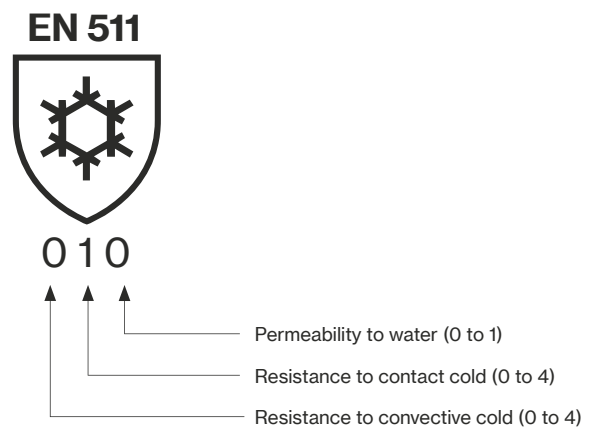 EN 511
0 1 0
Permeability to water (0 to 1)
Resistance to contact cold (0 to 4)
Resistance to convective cold (0 to 4)